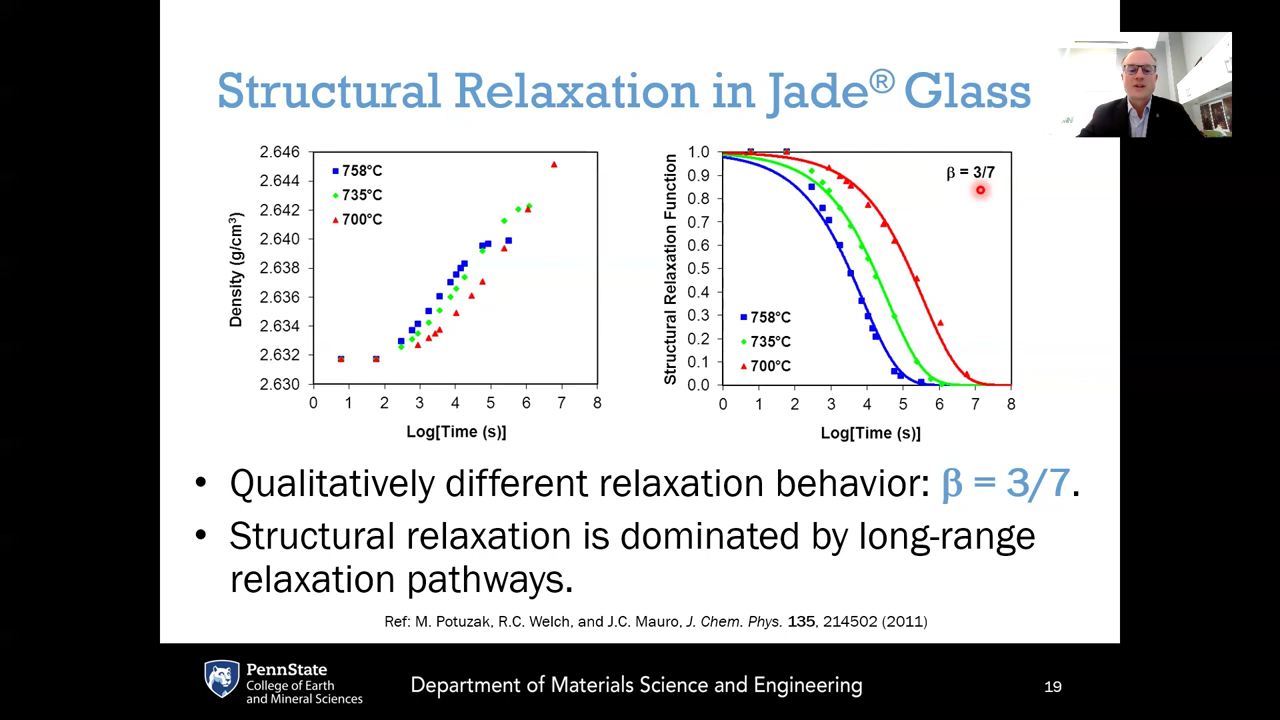 Structural Relaxation in Jade® Glass
2.646
2.644
2.642
2.640
2.638
2.636
2.634
2.632
2.630
Density (g/cm³)
758°C
735°C
700°C
0 1 2 3 4 5 6 7 8
Log[Time (s)]
1.0
0.9
0.8
0.7
0.6
0.5
0.4
0.3
0.2
0.1
0.0
Structural Relaxation Function
β = 3/7
758°C
735°C
700°C
0 1 2 3 4 5 6 7 8
Log[Time (s)]
• Qualitatively different relaxation behavior: β = 3/7.
• Structural relaxation is dominated by long-range
relaxation pathways.
Ref: M. Potuzak, R.C. Welch, and J.C. Mauro, J. Chem. Phys. 135, 214502 (2011)
PennState
College of Earth
and Mineral Sciences
Department of Materials Science and Engineering
19